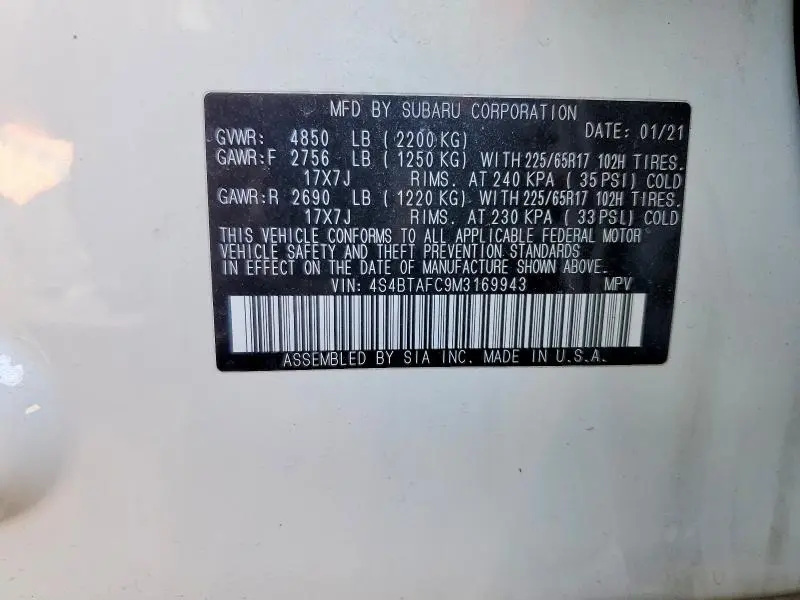 MFD BY SUBARU CORPORATION
GVWR: 4850 LB (2200 KG) DATE: 01/21
GAWR:F 2756 LB (1250 KG) WITH 225/65R17 102H TIRES.
17X7J RIMS. AT 240 KPA (35 PSI) COLD
GAWR:R 2690 LB (1220 KG) WITH 225/65R17 102H TIRES.
17X7J RIMS. AT 230 KPA (33 PSI) COLD
THIS VEHICLE CONFORMS TO ALL APPLICABLE FEDERAL MOTOR
VEHICLE SAFETY AND THEFT PREVENTION STANDARDS
IN EFFECT ON THE DATE OF MANUFACTURE SHOWN ABOVE.
VIN: 4S4BTAFC9M3169943 MPV
ASSEMBLED BY SIA INC. MADE IN U.S.A.